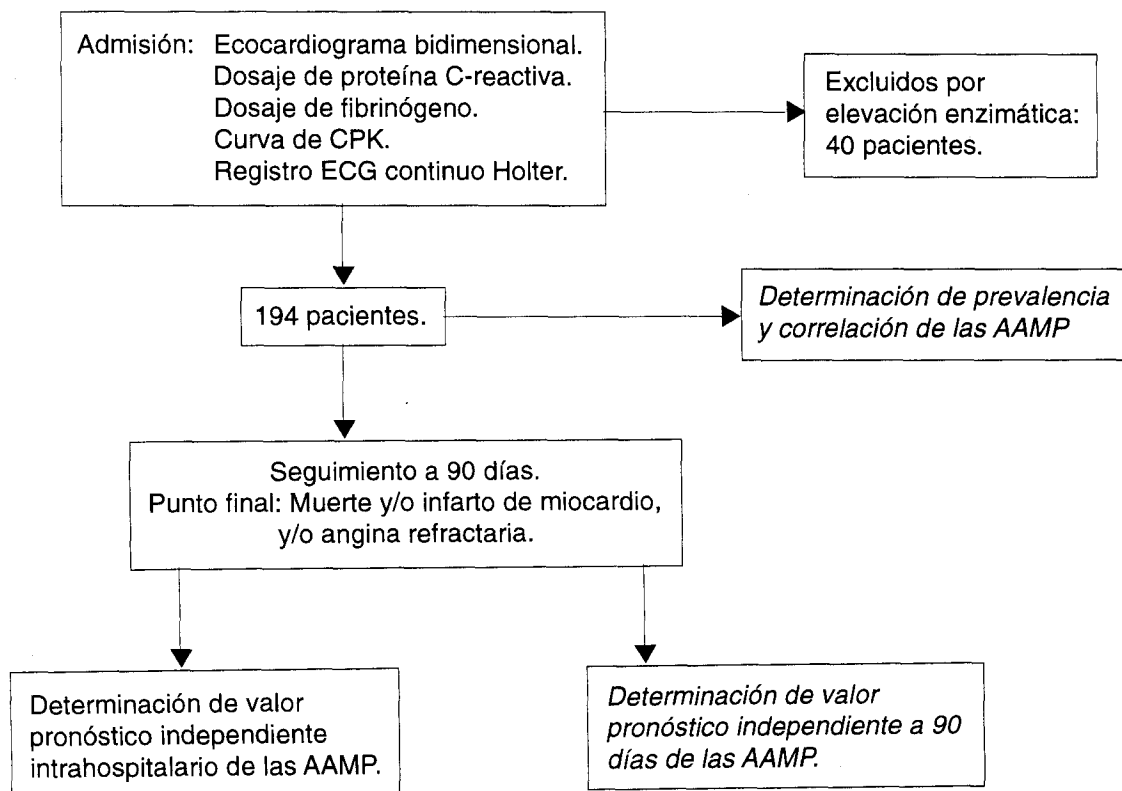 Admisión: Ecocardiograma bidimensional.
Dosaje de proteína C-reactiva.
Dosaje de fibrinógeno.
Curva de CPK.
Registro ECG continuo Holter.
Excluidos por
elevación enzimática:
40 pacientes.
194 pacientes.
Determinación de prevalencia
y correlación de las AAMP
Seguimiento a 90 días.
Punto final: Muerte y/o infarto de miocardio,
y/o angina refractaria.
Determinación de valor
pronóstico independiente
intrahospitalario de las AAMP.
Determinación de valor
pronóstico independiente a 90
días de las AAMP.